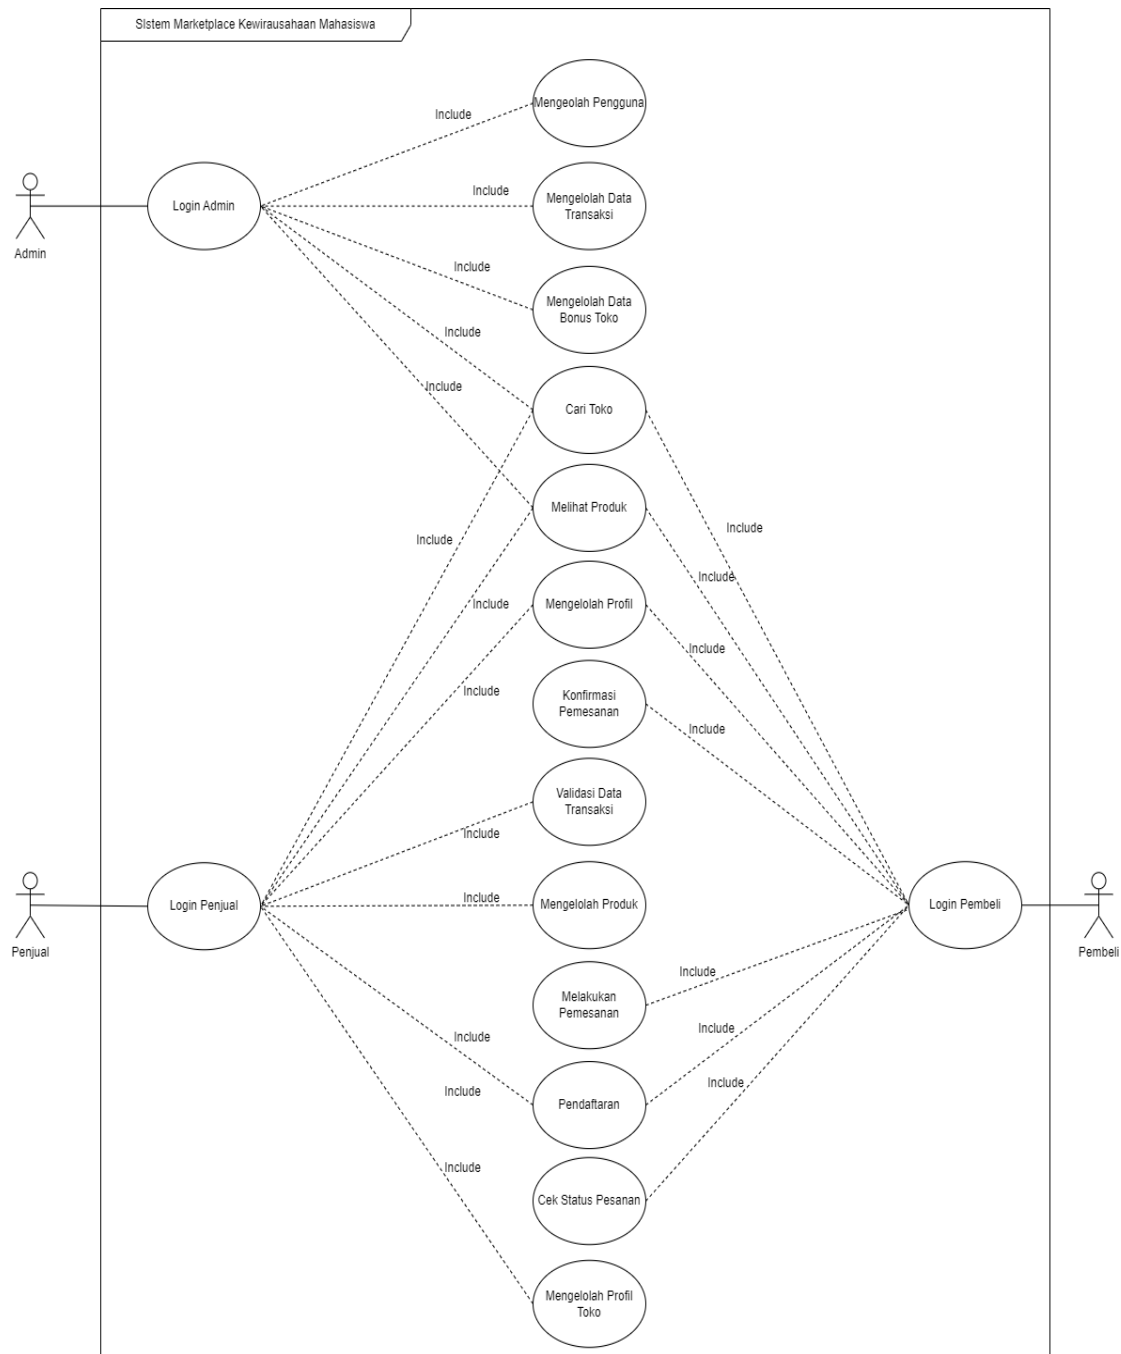 SIstem Marketplace Kewirausahaan Mahasiswa
Mengeolah Pengguna
Include
Login Admin
Include
Mengelolah Data
Transaksi
Admin
Include
Mengelolah Data
Bonus Toko
Include
Include
Cari Toko
Melihat Produk
Include
Include
Include
Include
Mengelolah Profil
Include
Include
Konfirmasi
Pemesanan
Include
Validasi Data
Transaksi
Include
Include
Mengelolah Produk
Login Penjual
Login Pembeli
Penjual
Pembeli
Include
Melakukan
Pemesanan
Include
Include
Include
Include
Pendaftaran
Include
Cek Status Pesanan
Mengelolah Profil
Toko